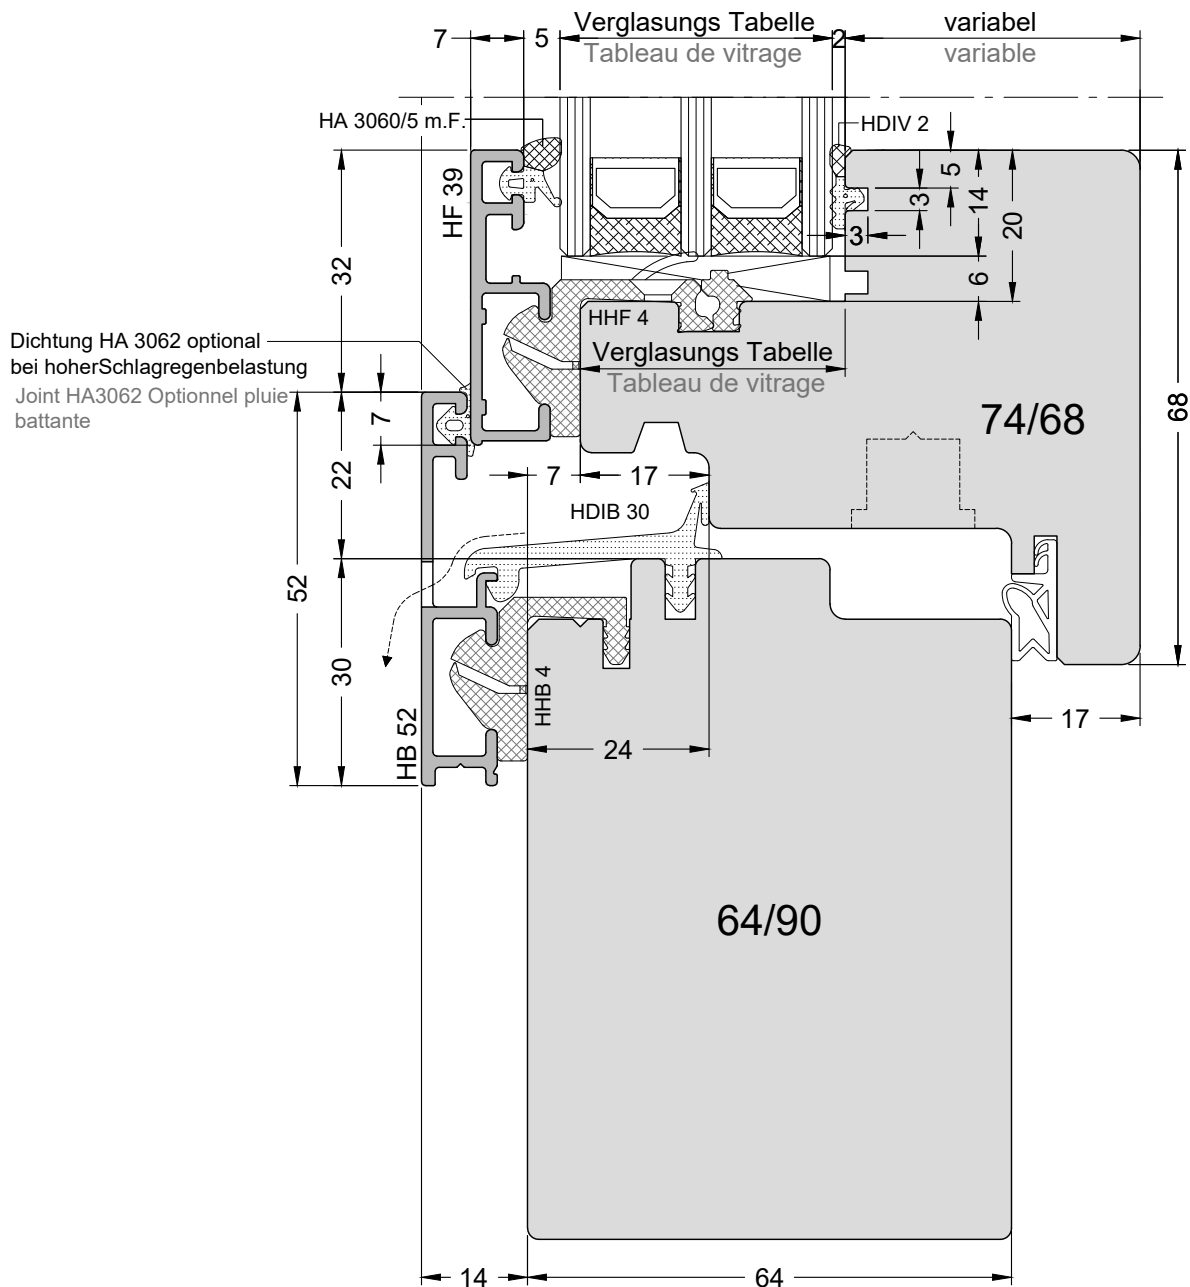 Verglasungs Tabelle
Tableau de vitrage
variabel
variable
7
5
2
HA 3060/5 m.F.
HDIV 2
HF 39
32
5
3
14
20
3
6
HHF 4
Verglasungs Tabelle
Tableau de vitrage
Dichtung HA 3062 optional
bei hoherSchlagregenbelastung
Joint HA3062 Optionnel pluie
battante
7
22
74/68
68
7
17
HDIB 30
52
30
HB 52
HHB 4
24
17
64/90
14
64